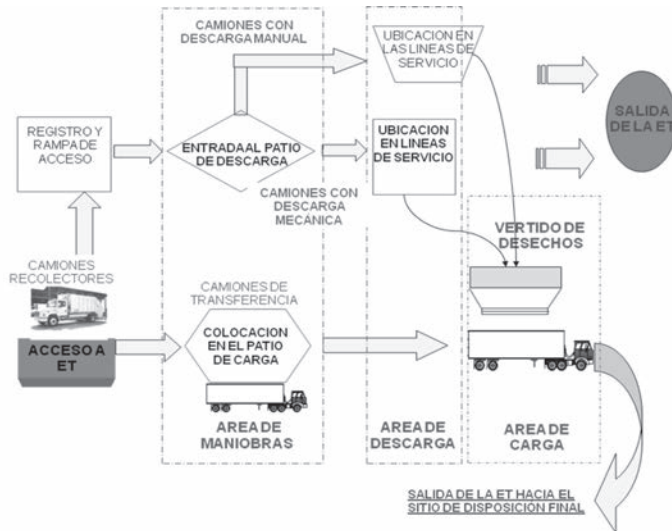 CAMIONES CON
DESCARGA MANUAL
UBICACION EN
LAS LINEAS DE
SERVICIO
SALIDA
DE LA ET
REGISTRO Y
RAMPA DE
ACCESO
ENTRADA AL PATIO
DE DESCARGA
UBICACION
EN LINEAS
DE SERVICIO
CAMIONES CON
DESCARGA
MECÁNICA
VERTIDO DE
DESECHOS
CAMIONES
RECOLECTORES
CAMIONES DE
TRANSFERENCIA
ACCESO A
ET
COLOCACION
EN EL PATIO
DE CARGA
AREA DE
MANIOBRAS
AREA DE
DESCARGA
AREA DE
CARGA
SALIDA DE LA ET HACIA EL
SITIO DE DISPOSICIÓN FINAL